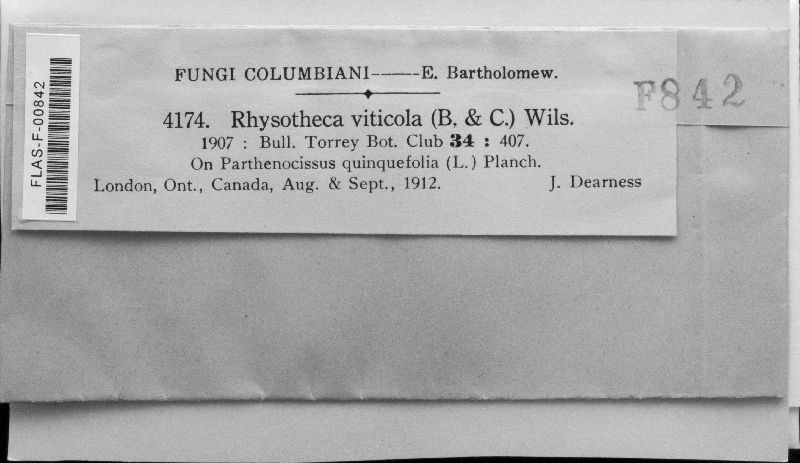 FUNGI COLUMBIANI——E. Bartholomew.
4174. Rhysotheca viticola (B. & C.) Wils.
1907 : Bull. Torrey Bot. Club 34 : 407.
On Parthenocissus quinquefolia (L.) Planch.
London, Ont., Canada, Aug. & Sept., 1912. J. Dearness
FLAS-F-00842
F842